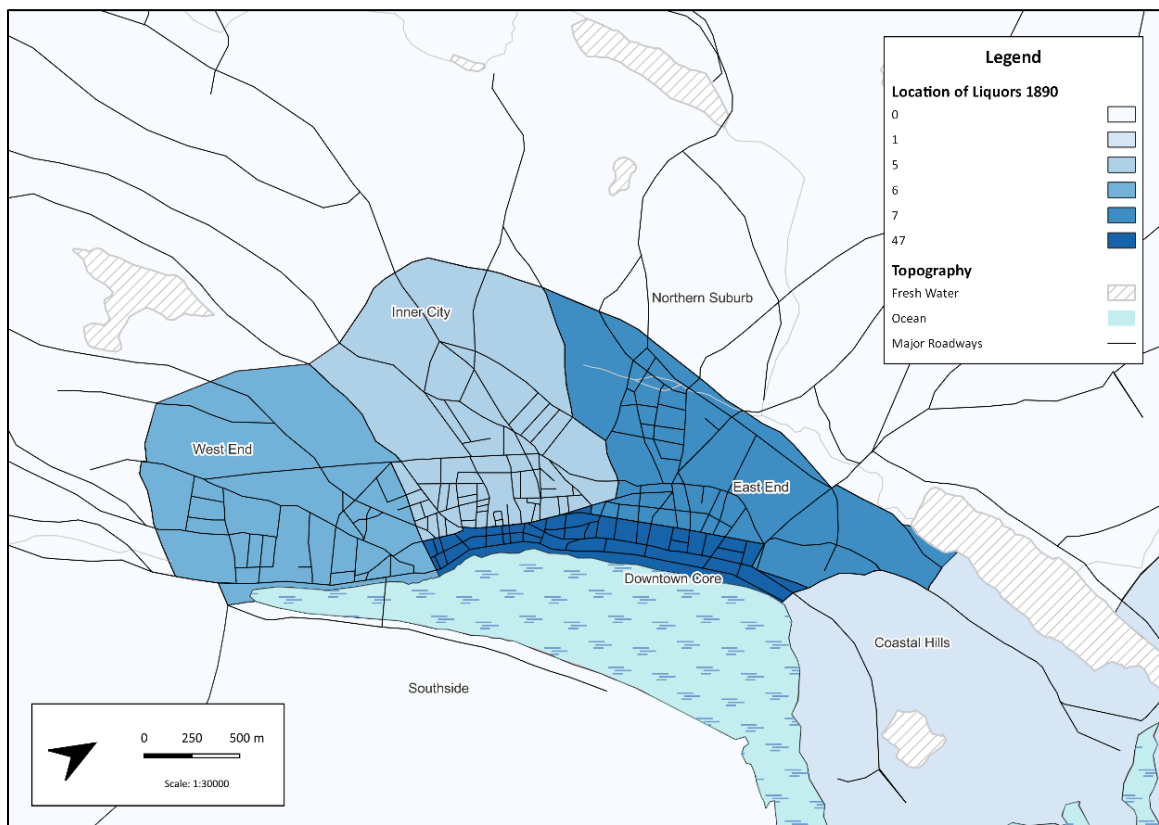 Legend
Location of Liquors 1890
0
1
5
6
7
47
Topography
Fresh Water
Ocean
Major Roadways
Northern Suburb
Inner City
West End
East End
Downtown Core
Coastal Hills
Southside
0 250 500 m
Scale: 1:30000